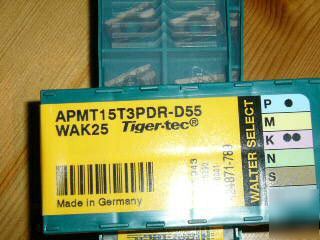 APMT15T3PDR-D55
WAK25 Tiger-tec®
Made in Germany
WALTER SELECT
P
M
K
N
S